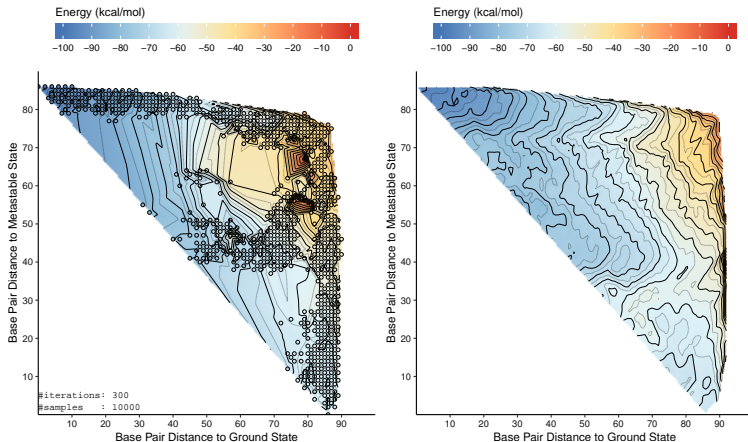 Energy (kcal/mol)
−100 −90 −80 −70 −60 −50 −40 −30 −20 −10 0
Base Pair Distance to Metastable State
80
70
60
50
40
30
20
10
#iterations: 300
#samples : 10000
10 20 30 40 50 60 70 80 90
Base Pair Distance to Ground State
Energy (kcal/mol)
−100 −90 −80 −70 −60 −50 −40 −30 −20 −10 0
Base Pair Distance to Metastable State
80
70
60
50
40
30
20
10
10 20 30 40 50 60 70 80 90
Base Pair Distance to Ground State